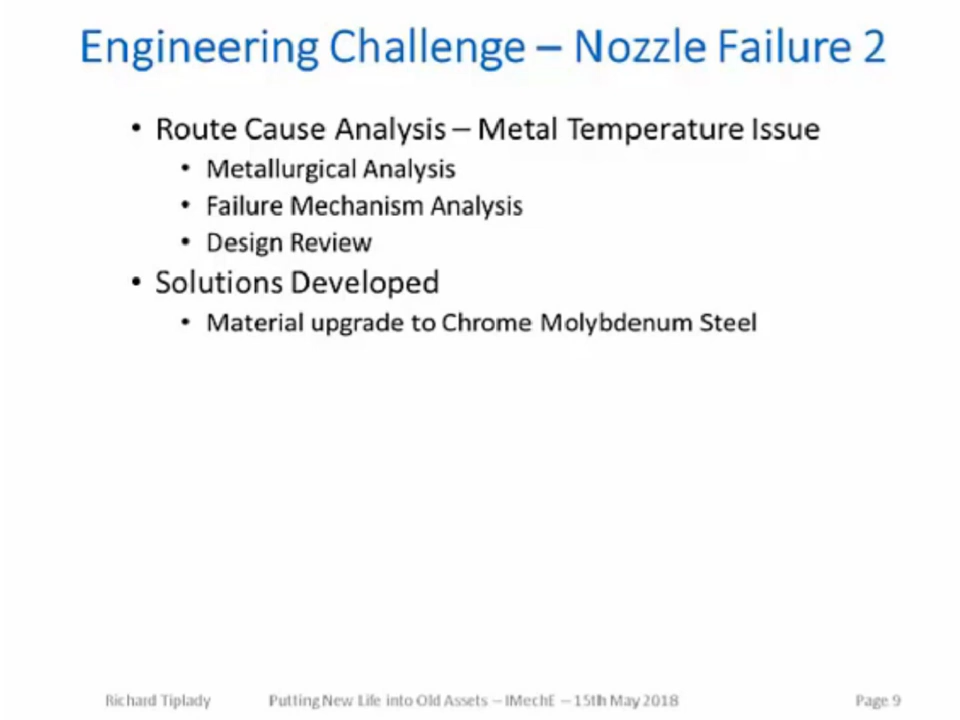 Engineering Challenge – Nozzle Failure 2
• Route Cause Analysis – Metal Temperature Issue
• Metallurgical Analysis
• Failure Mechanism Analysis
• Design Review
• Solutions Developed
• Material upgrade to Chrome Molybdenum Steel
Richard Tiplady Putting New Life into Old Assets – IMechE – 15th May 2018 Page 9